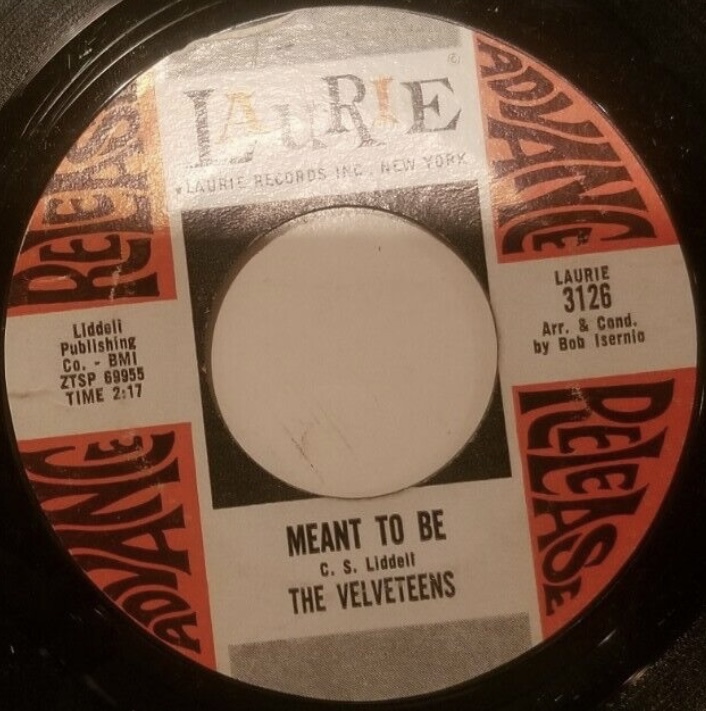 LAURIE
®
LAURIE RECORDS INC. NEW YORK
ADVANCE
RELEASE
LAURIE
3126
Arr. & Cond.
by Bob Isernio
Liddell
Publishing
Co. - BMI
ZTSP 69955
TIME 2:17
ADVANCE
RELEASE
MEANT TO BE
C. S. Liddell
THE VELVETEENS